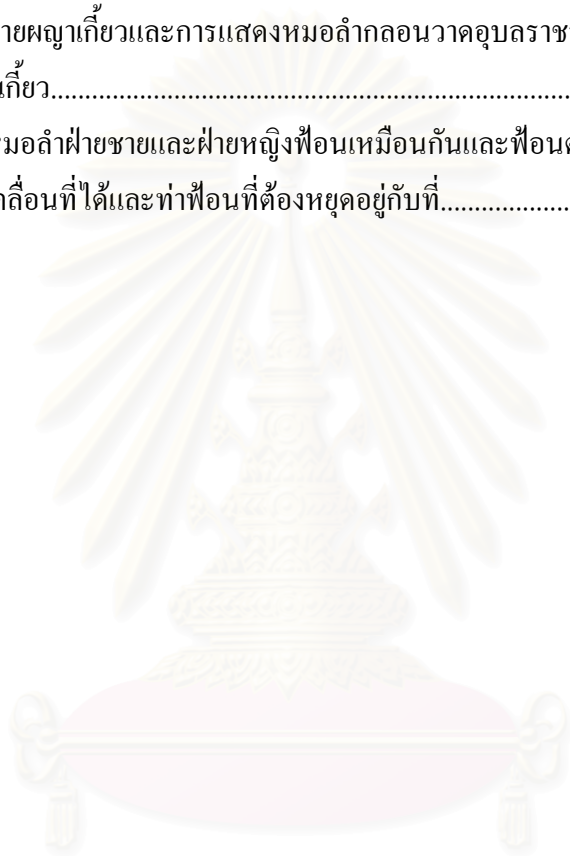 ายผญาเกี้ยวและการแสดงหมอลำกลอนวาดอุบลราช
นเกี้ยว....................................................................
มอลำฝ่ายชายและฝ่ายหญิงฟ้อนเหมือนกันและฟ้อน
ลื่อนที่ได้และท่าฟ้อนที่ต้องหยุดอยู่กับที่.................